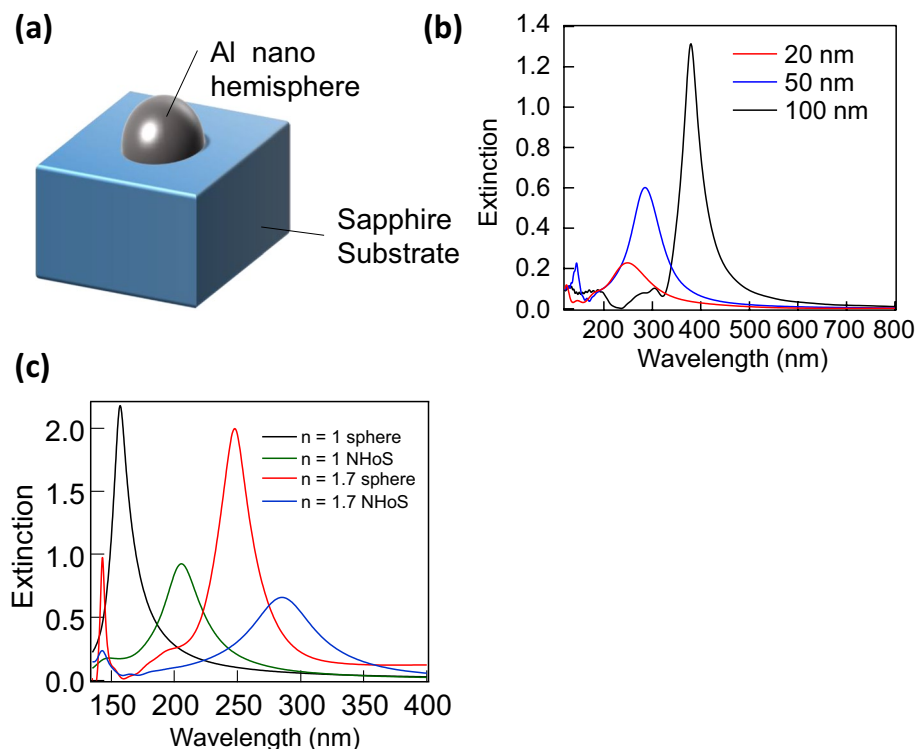 (a)
Al nano
hemisphere
Sapphire
Substrate
(b)
1.4
1.2
1.0
0.8
0.6
0.4
0.2
0.0
Extinction
20 nm
50 nm
100 nm
200 300 400 500 600 700 800
Wavelength (nm)
(c)
2.0
1.5
1.0
0.5
0.0
Extinction
n = 1 sphere
n = 1 NHoS
n = 1.7 sphere
n = 1.7 NHoS
150 200 250 300 350 400
Wavelength (nm)